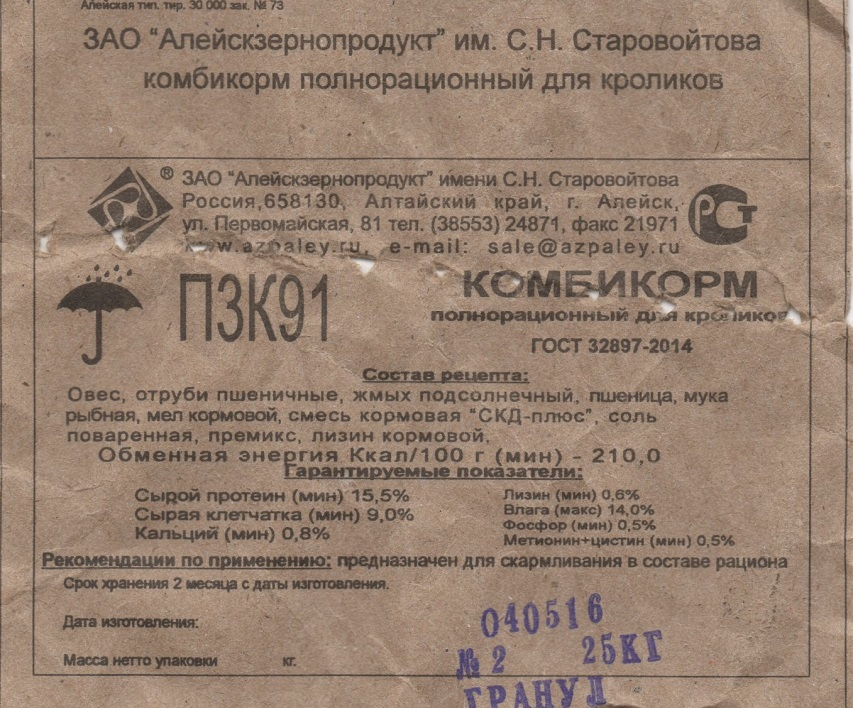 Алейская тип. тир. 30 000 зак. № 73
ЗАО "Алейскзернопродукт" им. С.Н. Старовойтова
комбикорм полнорационный для кроликов
® ЗАО "Алейскзернопродукт" имени С.Н. Старовойтова
Россия,658130, Алтайский край, г. Алейск,
ул. Первомайская, 81 тел. (38553) 24871, факс 21971
www.azpaley.ru, e-mail: sale@azpaley.ru
РСТ
ПЗК91
КОМБИКОРМ
полнорационный для кроликов
ГОСТ 32897-2014
Состав рецепта:
Овес, отруби пшеничные, жмых подсолнечный, пшеница, мука
рыбная, мел кормовой, смесь кормовая "СКД-плюс", соль
поваренная, премикс, лизин кормовой.
Обменная энергия Ккал/100 г (мин) - 210,0
Гарантируемые показатели:
Сырой протеин (мин) 15,5%
Сырая клетчатка (мин) 9,0%
Кальций (мин) 0,8%
Лизин (мин) 0,6%
Влага (макс) 14,0%
Фосфор (мин) 0,5%
Метионин+цистин (мин) 0,5%
Рекомендации по применению: предназначен для скармливания в составе рациона
Срок хранения 2 месяца с даты изготовления.
Дата изготовления:
040516
Масса нетто упаковки кг.
№ 2 25КГ
ГРАНУЛ